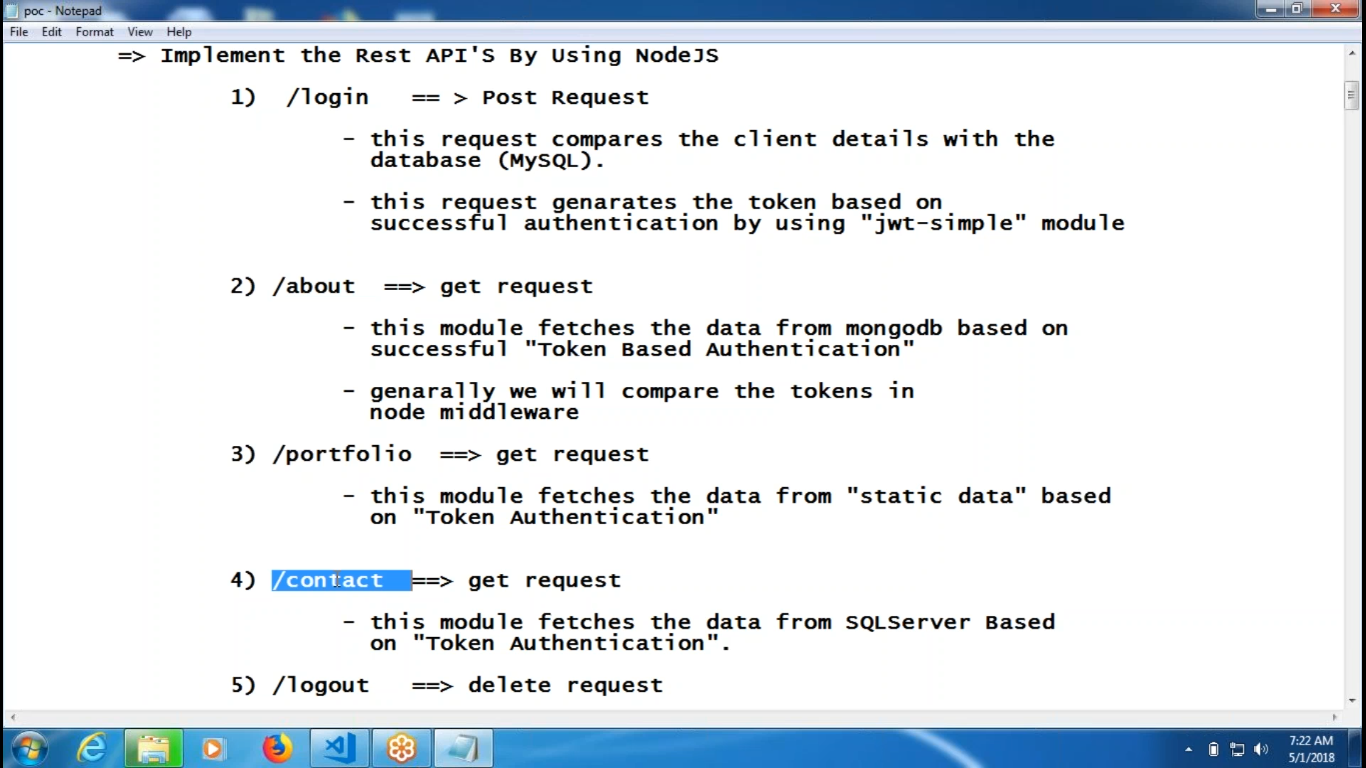 poc - Notepad
File Edit Format View Help
=> Implement the Rest API'S By Using NodeJS
1) /login == > Post Request
- this request compares the client details with the
database (MySQL).
- this request genarates the token based on
successful authentication by using "jwt-simple" module
2) /about ==> get request
- this module fetches the data from mongodb based on
successful "Token Based Authentication"
- genarally we will compare the tokens in
node middleware
3) /portfolio ==> get request
- this module fetches the data from "static data" based
on "Token Authentication"
4) /contact ==> get request
- this module fetches the data from SQLServer Based
on "Token Authentication".
5) /logout ==> delete request
7:22 AM
5/1/2018